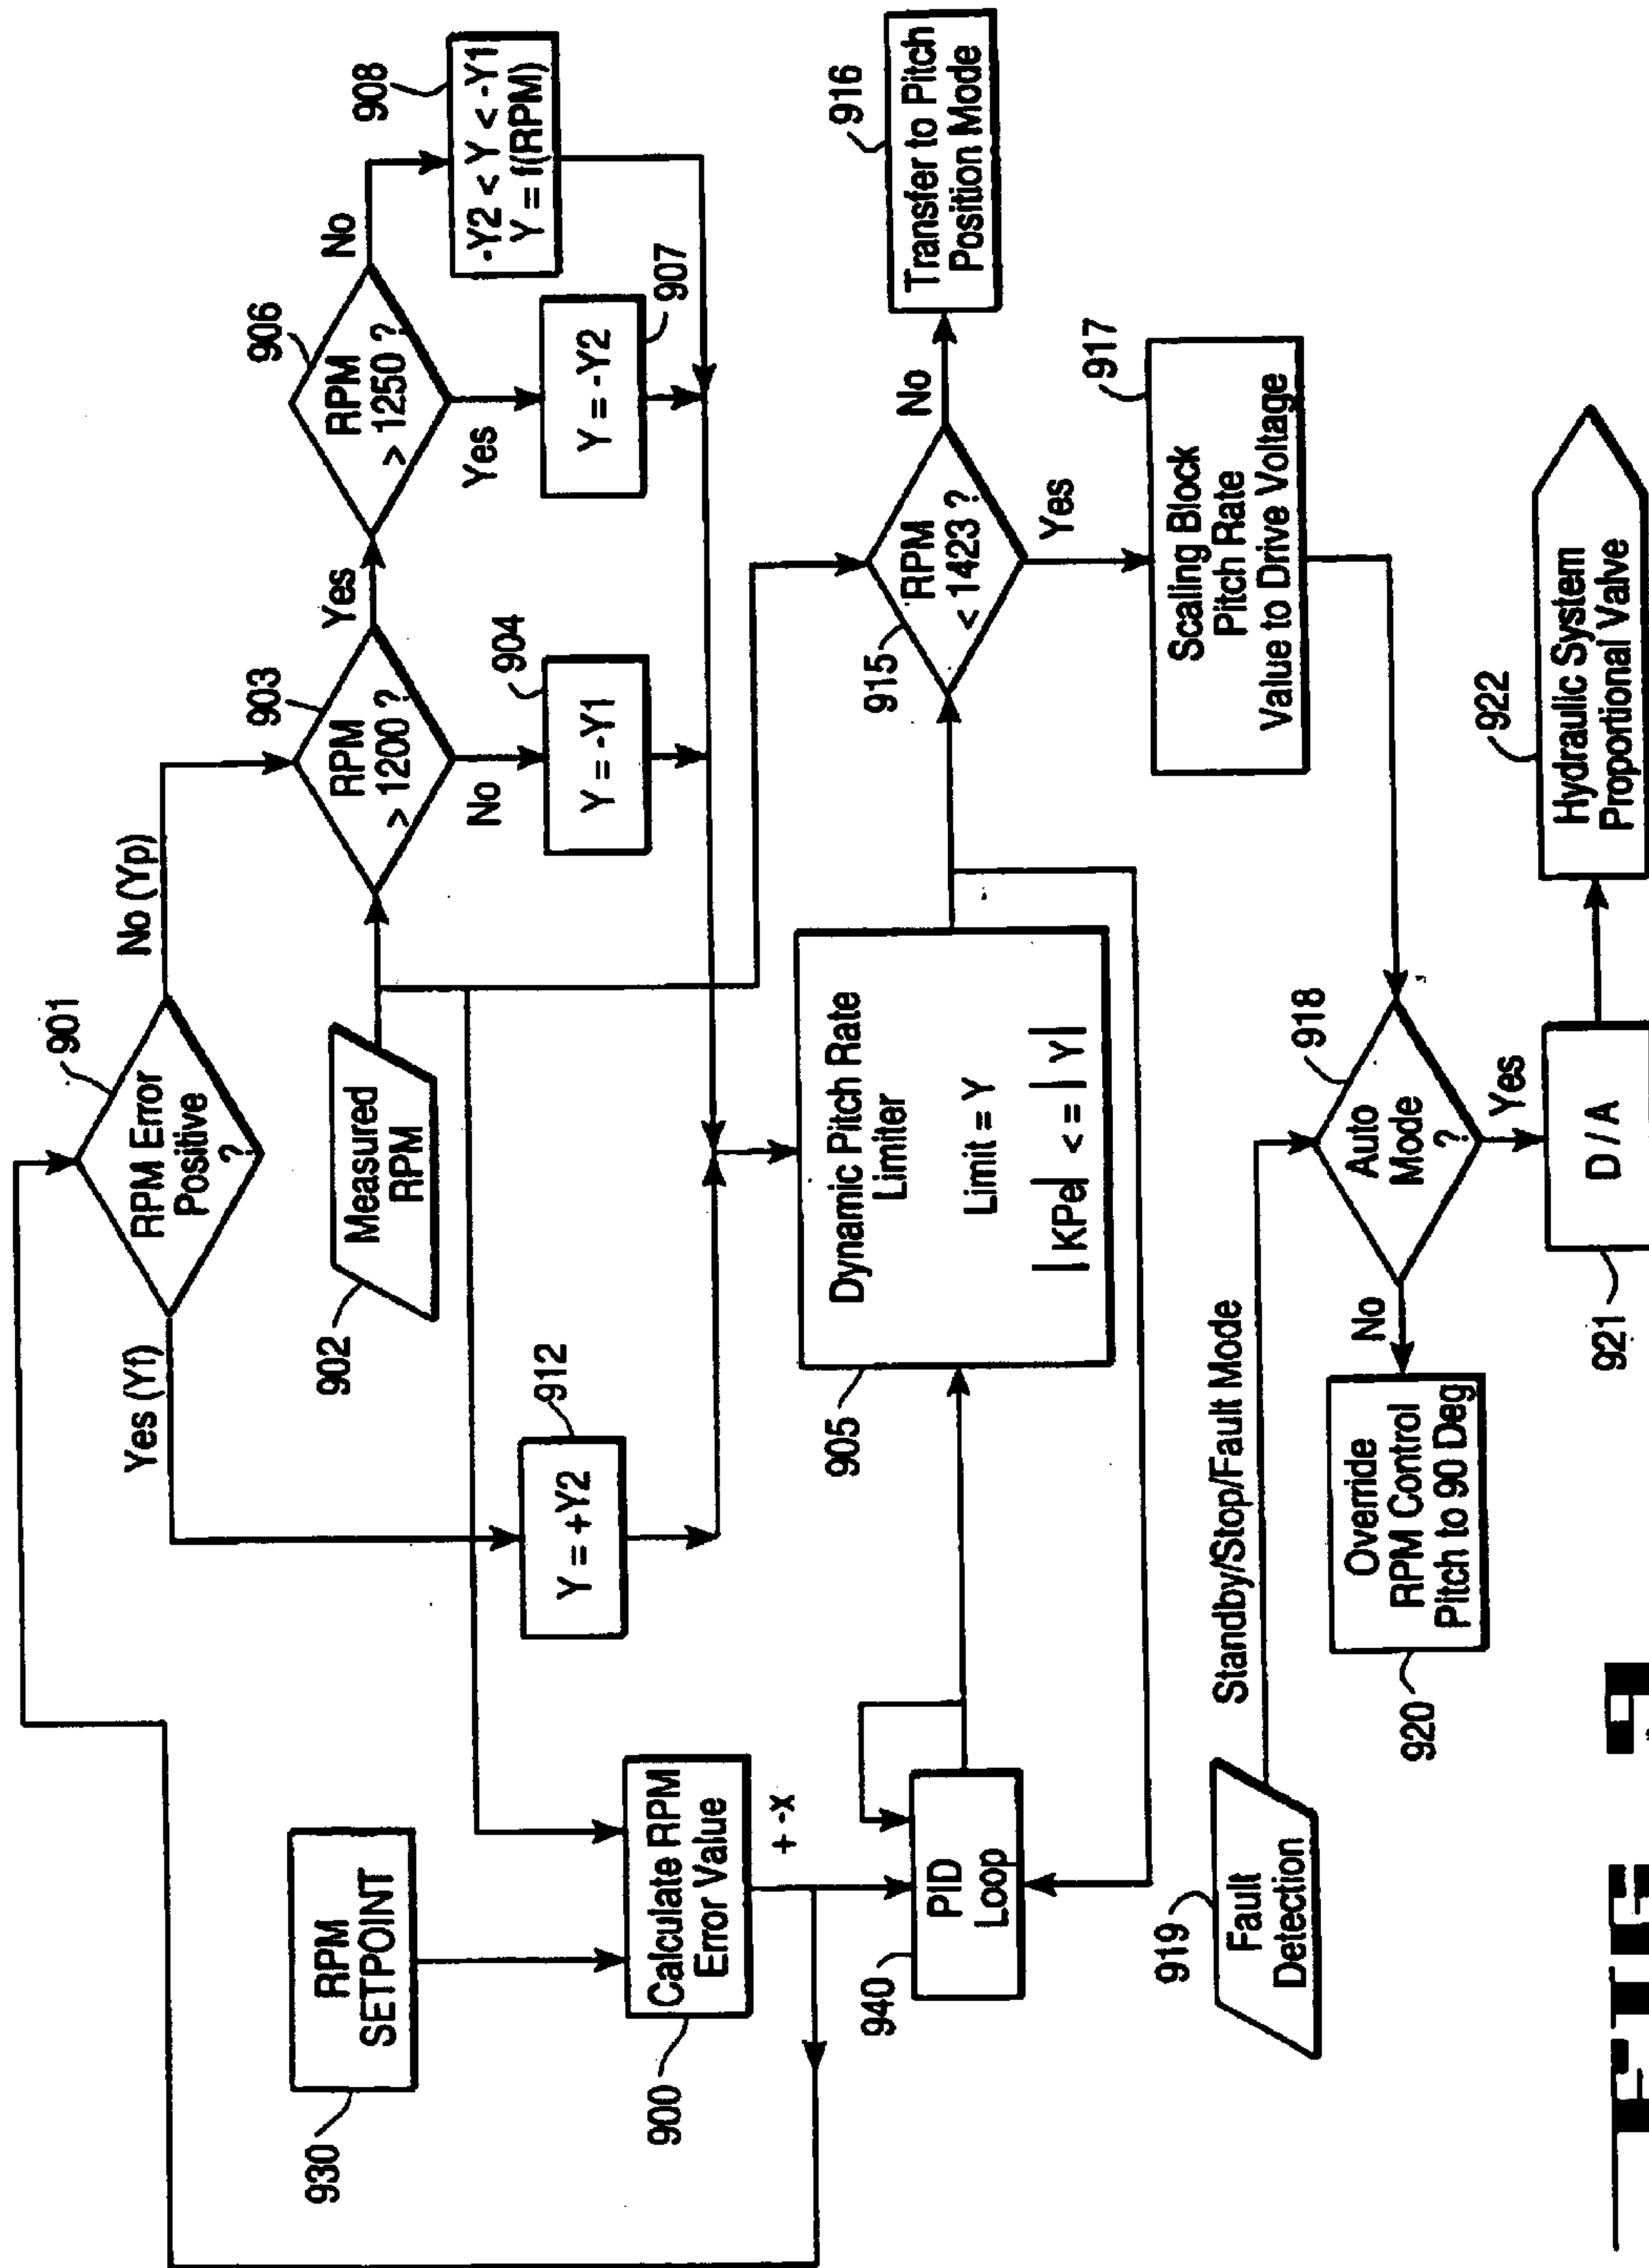 901
RPM Error
Positive
?
Yes (Yf)
No (Yp)
902
Measured
RPM
903
RPM
> 1200 ?
Yes
No
904
Y = -Y1
906
RPM
> 1250 ?
No
Yes
907
Y = -Y2
908
-Y2 < Y < -Y1
Y = f(RPM)
912
Y = +Y2
930
RPM
SETPOINT
900
Calculate RPM
Error Value
+ -x
940
PID
Loop
905
Dynamic Pitch Rate
Limiter
Limit = Y
|KPe| <= |Y|
915
RPM
< 1423 ?
No
Yes
916
Transfer to Pitch
Position Mode
917
Scaling Block
Pitch Rate
Value to Drive Voltage
919
Fault
Detection
Standby/Stop/Fault Mode
918
Auto
Mode
?
No
Yes
920
Override
RPM Control
Pitch to 90 Deg
921
D / A
922
Hydraulic System
Proportional Valve